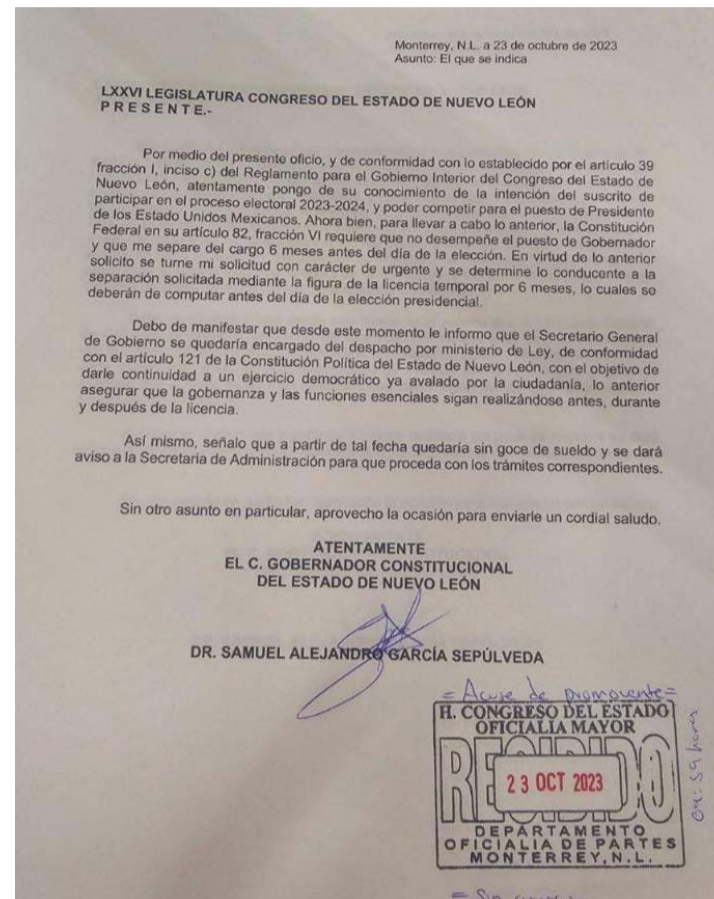 Monterrey, N.L. a 23 de octubre de 2023
Asunto: El que se indica
LXXVI LEGISLATURA CONGRESO DEL ESTADO DE NUEVO LEÓN
P R E S E N T E.-
Por medio del presente oficio, y de conformidad con lo establecido por el artículo 39
fracción I, inciso c) del Reglamento para el Gobierno Interior del Congreso del Estado de
Nuevo León, atentamente pongo de su conocimiento de la intención del suscrito de
participar en el proceso electoral 2023-2024, y poder competir para el puesto de Presidente
de los Estado Unidos Mexicanos. Ahora bien, para llevar a cabo lo anterior, la Constitución
Federal en su artículo 82, fracción VI requiere que no desempeñe el puesto de Gobernador
y que me separe del cargo 6 meses antes del día de la elección. En virtud de lo anterior
solicito se turne mi solicitud con carácter de urgente y se determine lo conducente a la
separación solicitada mediante la figura de la licencia temporal por 6 meses, lo cuales se
deberán de computar antes del día de la elección presidencial.
Debo de manifestar que desde este momento le informo que el Secretario General
de Gobierno se quedaría encargado del despacho por ministerio de Ley, de conformidad
con el artículo 121 de la Constitución Política del Estado de Nuevo León, con el objetivo de
darle continuidad a un ejercicio democrático ya avalado por la ciudadanía, lo anterior
asegurar que la gobernanza y las funciones esenciales sigan realizándose antes, durante
y después de la licencia.
Así mismo, señalo que a partir de tal fecha quedaría sin goce de sueldo y se dará
aviso a la Secretaria de Administración para que proceda con los trámites correspondientes.
Sin otro asunto en particular, aprovecho la ocasión para enviarle un cordial saludo.
ATENTAMENTE
EL C. GOBERNADOR CONSTITUCIONAL
DEL ESTADO DE NUEVO LEÓN
DR. SAMUEL ALEJANDRO GARCÍA SEPÚLVEDA
= Acuse de promovente =
H. CONGRESO DEL ESTADO
OFICIALIA MAYOR
RECIBIDO
23 OCT 2023
DEPARTAMENTO
OFICIALIA DE PARTES
MONTERREY, N.L.
59 horas
= Sin